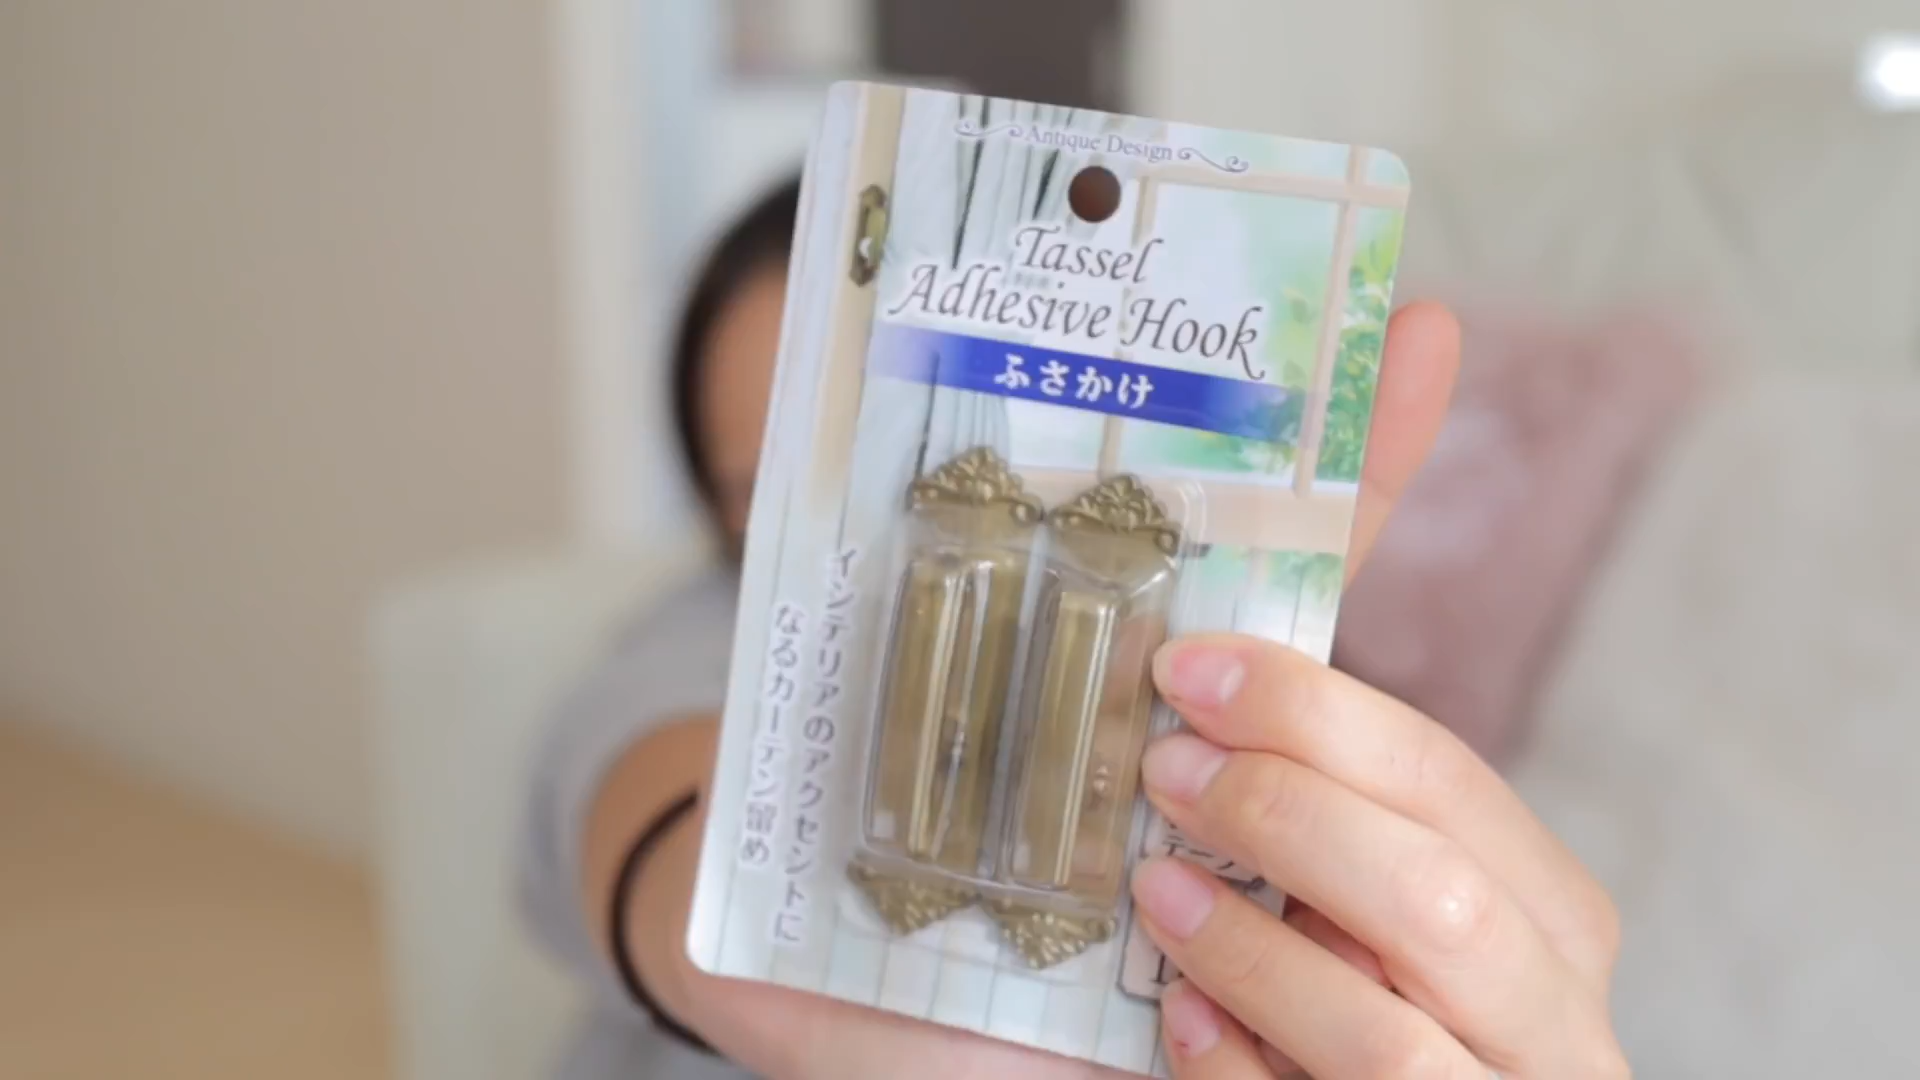 Antique Design
Tassel
Adhesive Hook
ふさかけ
インテリアのアクセントに
なるカーテン留め